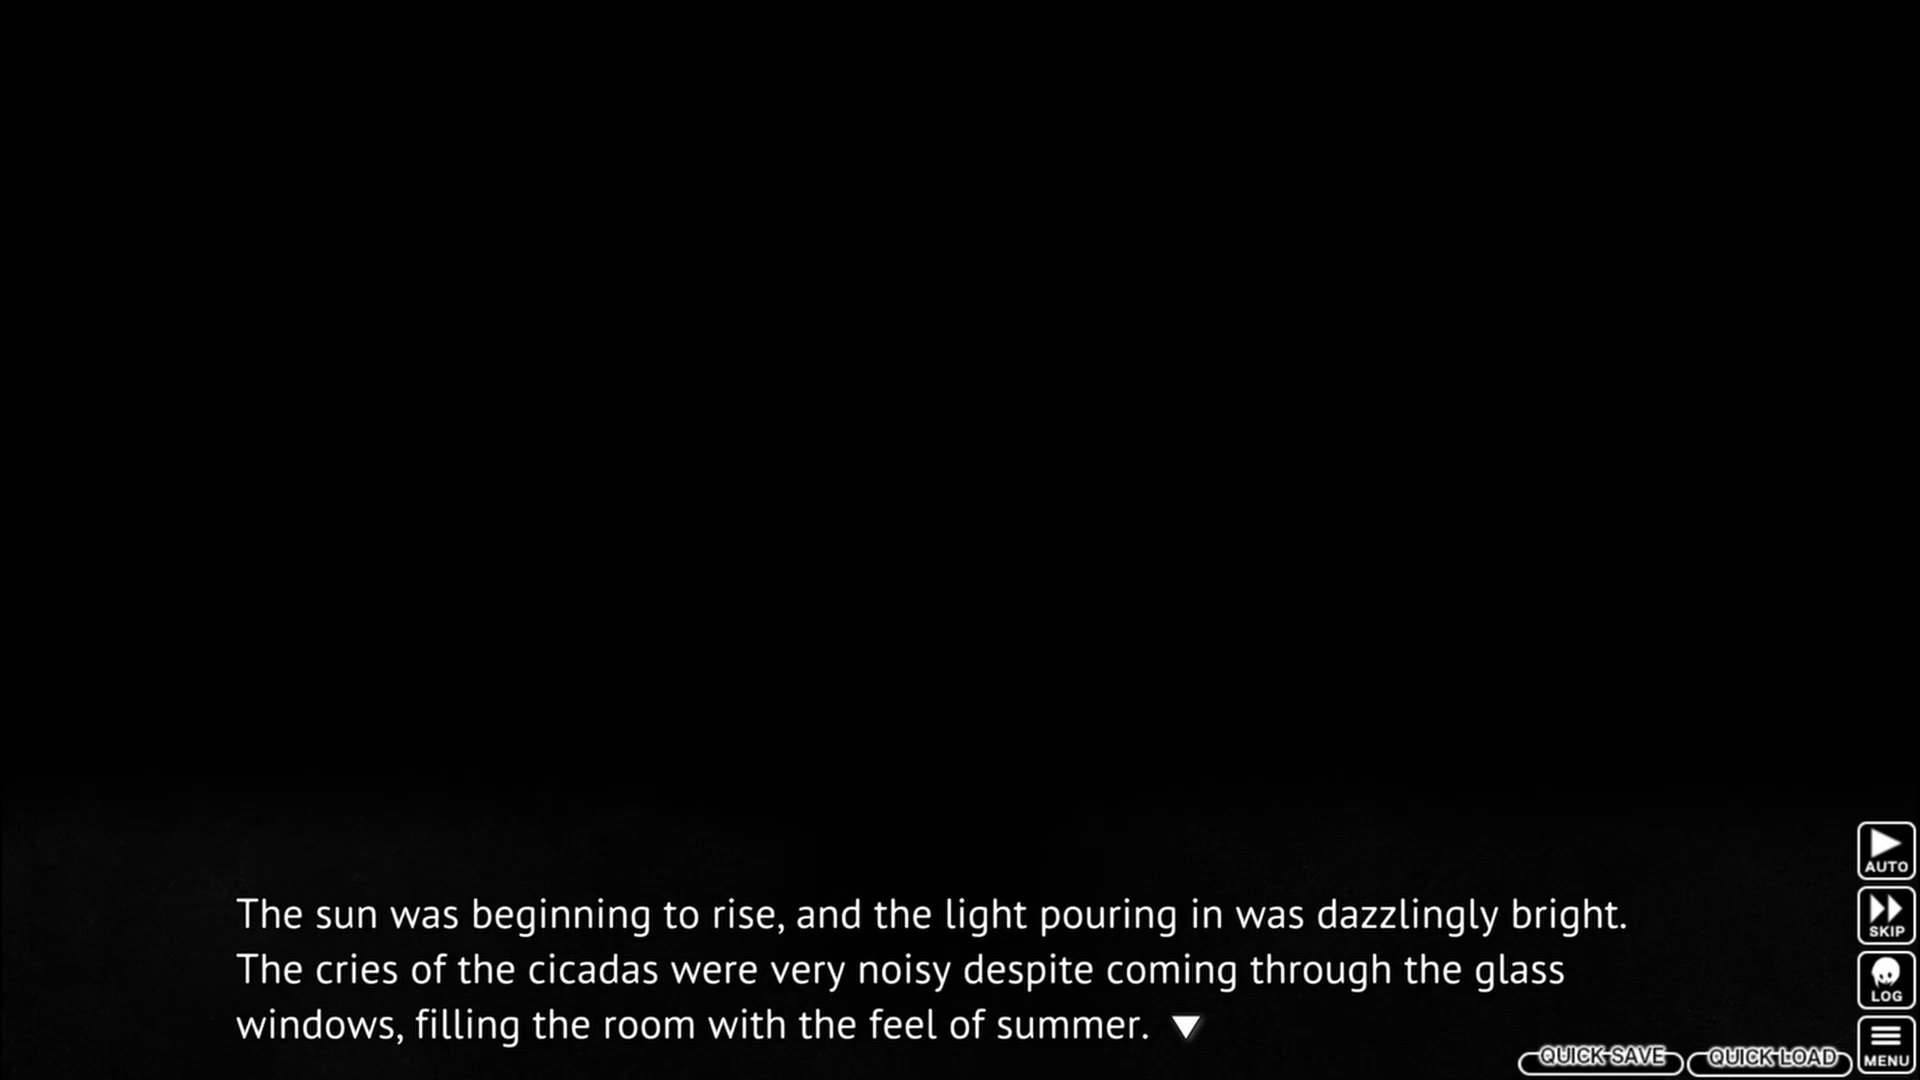 The sun was beginning to rise, and the light pouring in was dazzlingly bright.
The cries of the cicadas were very noisy despite coming through the glass
windows, filling the room with the feel of summer.
AUTO
SKIP
LOG
MENU
QUICK SAVE
QUICK LOAD